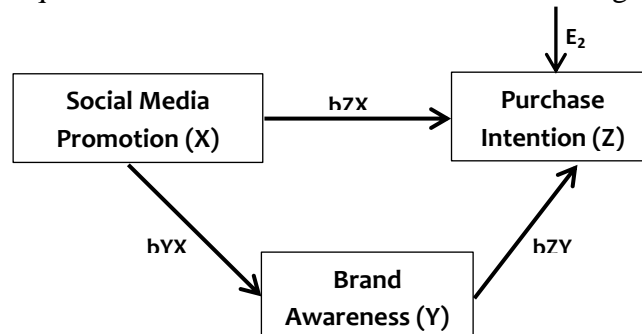 E₂
Social Media
Promotion (X)
bZX
Purchase
Intention (Z)
bYX
bZY
Brand
Awareness (Y)